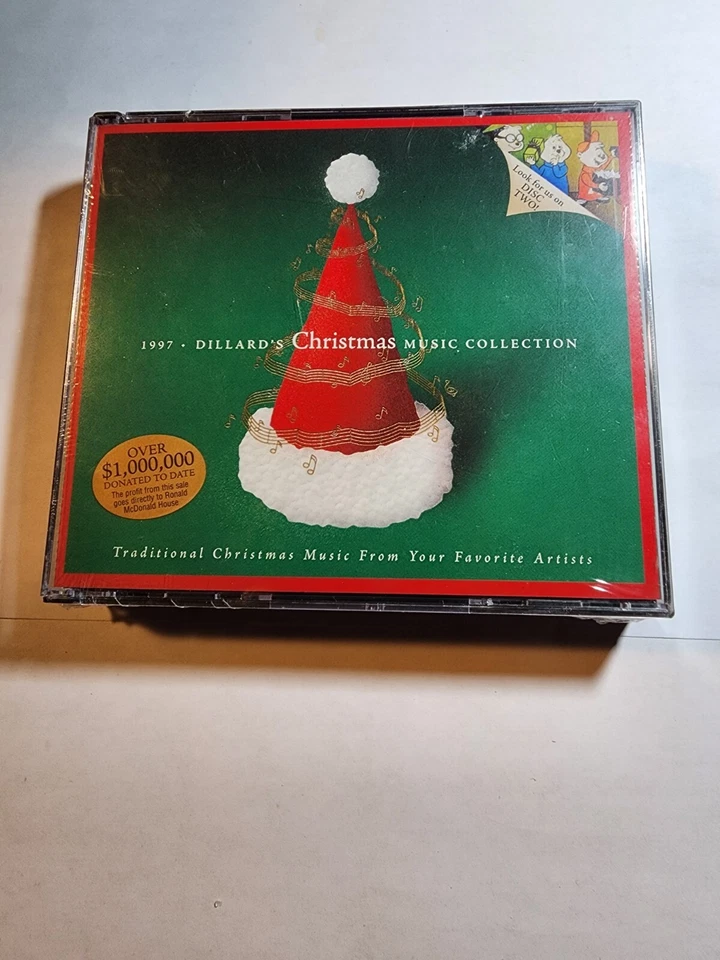 Look for us on
DISC
TWO!
1997 • DILLARD'S Christmas MUSIC COLLECTION
OVER
$1,000,000
DONATED TO DATE
The profit from this sale
goes directly to Ronald
McDonald House
Traditional Christmas Music From Your Favorite Artists